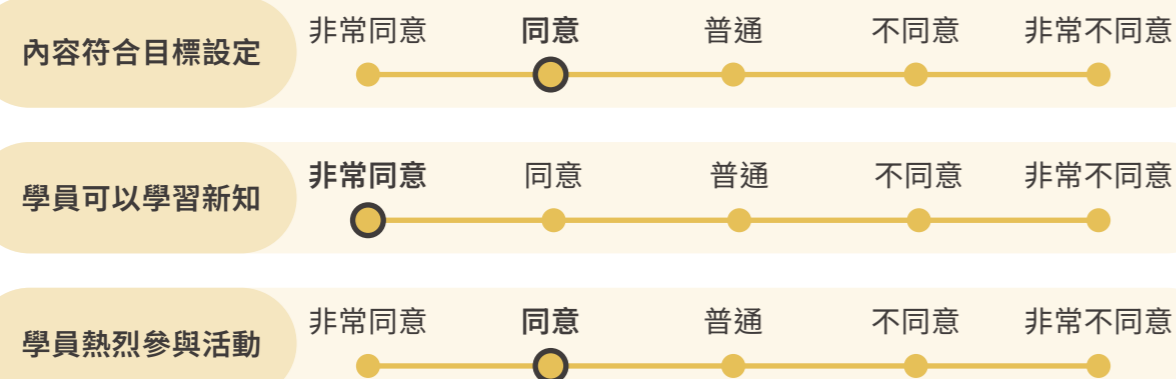 內容符合目標設定
非常同意 同意 普通 不同意 非常不同意
學員可以學習新知
非常同意 同意 普通 不同意 非常不同意
學員熱烈參與活動
非常同意 同意 普通 不同意 非常不同意